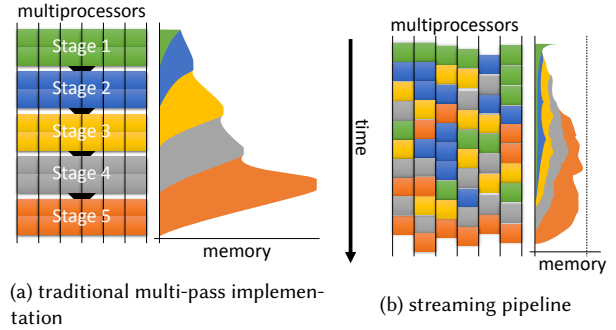 multiprocessors
Stage 1
Stage 2
Stage 3
Stage 4
Stage 5
memory
(a) traditional multi-pass implemen-
tation
multiprocessors
time
memory
(b) streaming pipeline